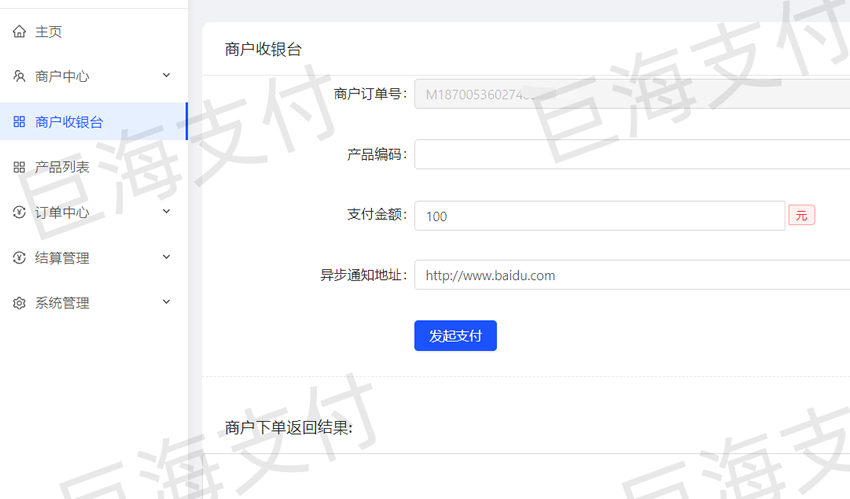 主页
商户中心
商户收银台
产品列表
订单中心
结算管理
系统管理
商户收银台
商户订单号:
产品编码:
支付金额: 100 元
异步通知地址: http://www.baidu.com
发起支付
商户下单返回结果:
巨海支付
巨海支付
巨海支付
巨海支付